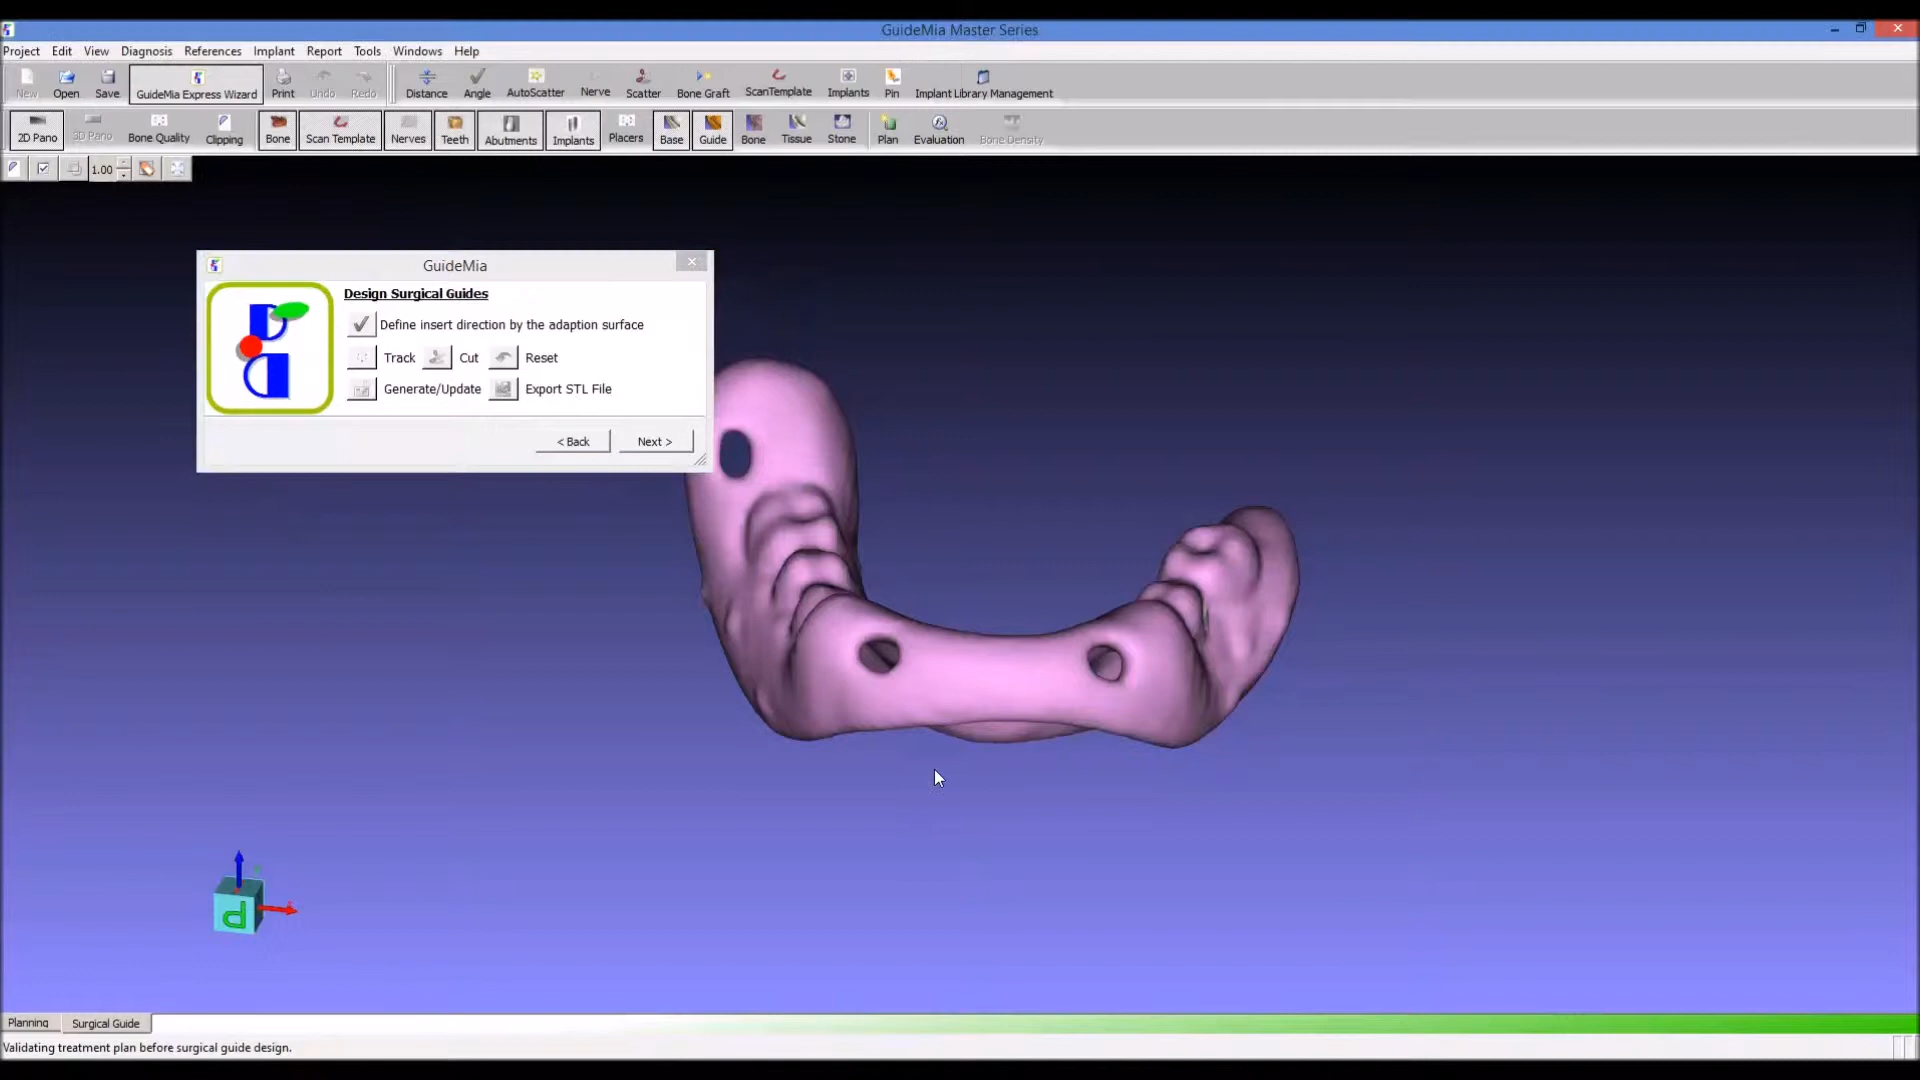 GuideMia Master Series
Project Edit View Diagnosis References Implant Report Tools Windows Help
New Open Save GuideMia Express Wizard Print Undo Redo Distance Angle AutoScatter Nerve Scatter Bone Graft ScanTemplate Implants Pin Implant Library Management
2D Pano 3D Pano Bone Quality Clipping Bone Scan Template Nerves Teeth Abutments Implants Placers Base Guide Bone Tissue Stone Plan Evaluation Bone Density
1.00
GuideMia
Design Surgical Guides
Define insert direction by the adaption surface
Track Cut Reset
Generate/Update Export STL File
< Back Next >
P
Planning Surgical Guide
Validating treatment plan before surgical guide design.